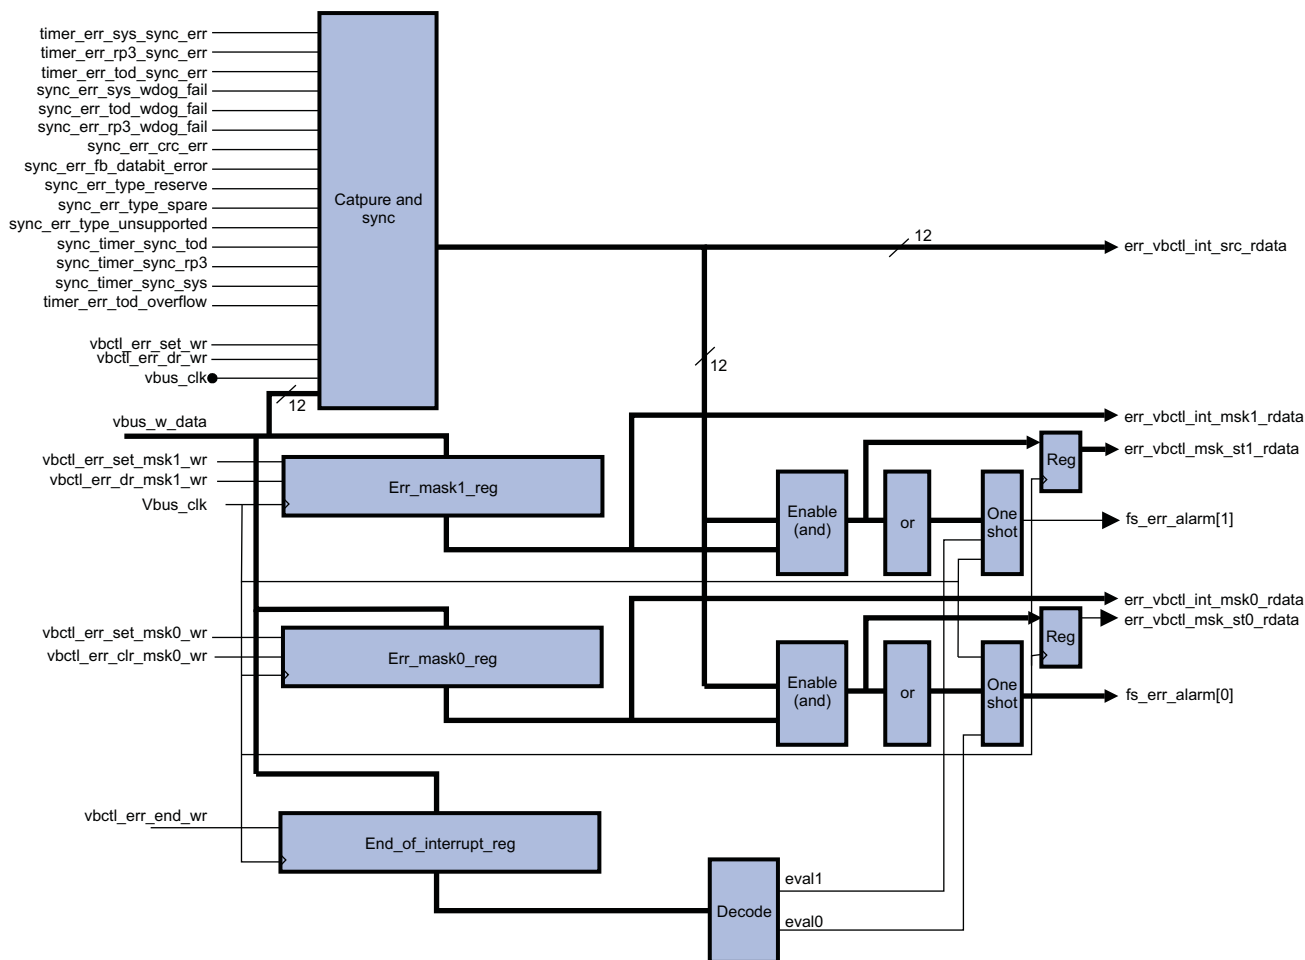 timer_err_sys_sync_err
timer_err_rp3_sync_err
timer_err_tod_sync_err
sync_err_sys_wdog_fail
sync_err_tod_wdog_fail
sync_err_rp3_wdog_fail
sync_err_crc_err
sync_err_fb_databit_error
sync_err_type_reserve
sync_err_type_spare
sync_err_type_unsupported
sync_timer_sync_tod
sync_timer_sync_rp3
sync_timer_sync_sys
timer_err_tod_overflow
vbctl_err_set_wr
vbctl_err_dr_wr
vbus_clk
12
vbus_w_data
Catpure and
sync
12
err_vbctl_int_src_rdata
12
vbctl_err_set_msk1_wr
vbctl_err_dr_msk1_wr
Vbus_clk
Err_mask1_reg
err_vbctl_int_msk1_rdata
Reg
err_vbctl_msk_st1_rdata
Enable
(and)
or
One
shot
fs_err_alarm[1]
vbctl_err_set_msk0_wr
vbctl_err_clr_msk0_wr
Err_mask0_reg
err_vbctl_int_msk0_rdata
Reg
err_vbctl_msk_st0_rdata
Enable
(and)
or
One
shot
fs_err_alarm[0]
vbctl_err_end_wr
End_of_interrupt_reg
Decode
eval1
eval0